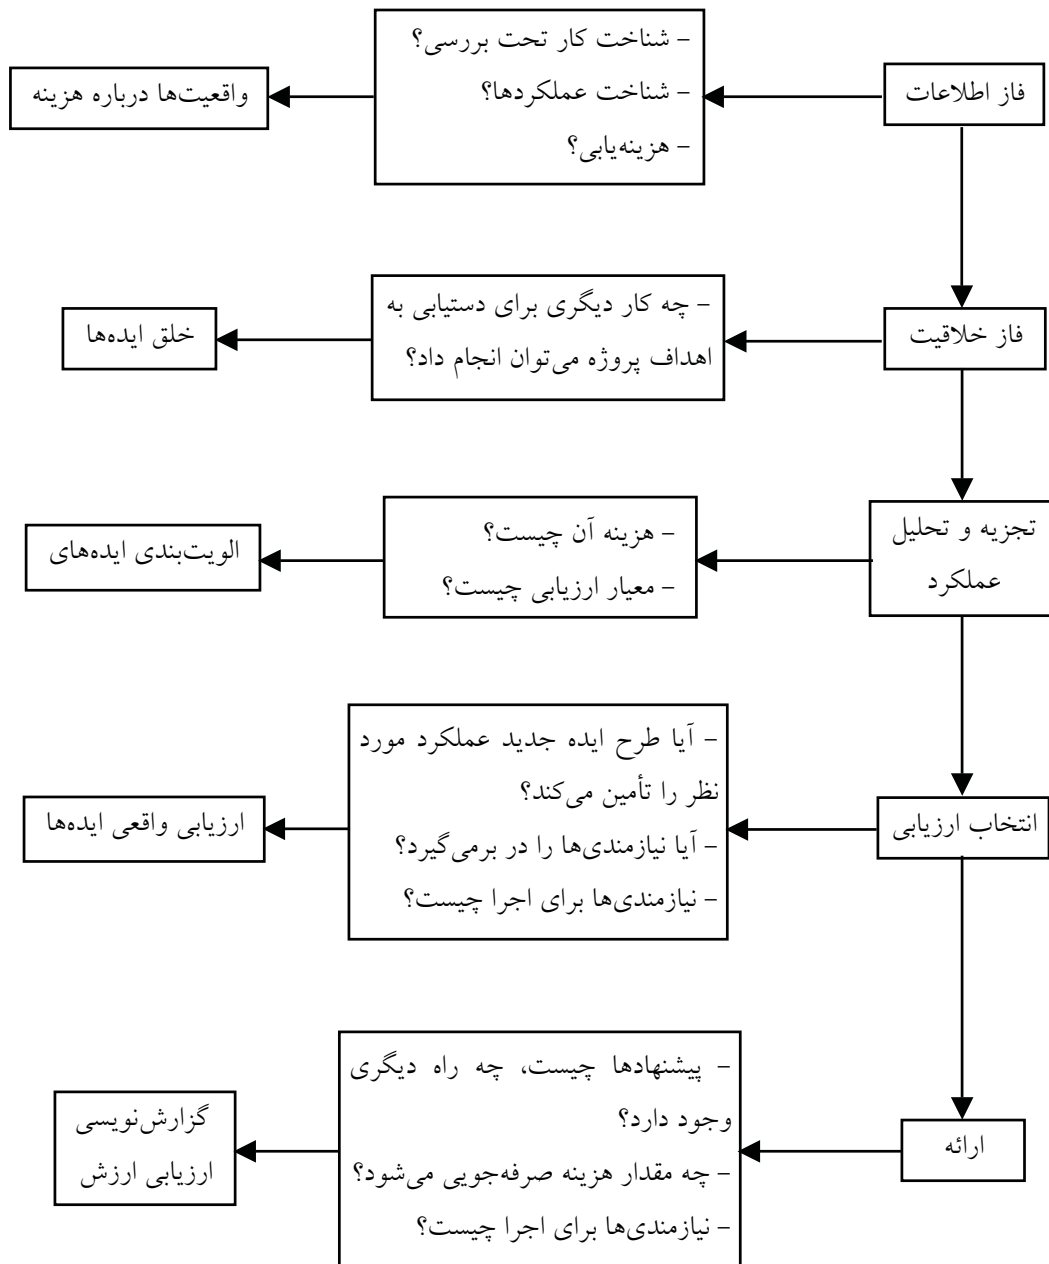 فاز اطلاعات
– شناخت کار تحت بررسی؟
– شناخت عملکردها؟
– هزینه‌یابی؟
واقعیت‌ها درباره هزینه
فاز خلاقیت
– چه کار دیگری برای دستیابی به
اهداف پروژه می‌توان انجام داد؟
خلق ایده‌ها
تجزیه و تحلیل
عملکرد
– هزینه آن چیست؟
– معیار ارزیابی چیست؟
الویت‌بندی ایده‌های
انتخاب ارزیابی
– آیا طرح ایده جدید عملکرد مورد
نظر را تأمین می‌کند؟
– آیا نیازمندی‌ها را در برمی‌گیرد؟
– نیازمندی‌ها برای اجرا چیست؟
ارزیابی واقعی ایده‌ها
ارائه
– پیشنهادها چیست، چه راه دیگری
وجود دارد؟
– چه مقدار هزینه صرفه‌جویی می‌شود؟
– نیازمندی‌ها برای اجرا چیست؟
گزارش‌نویسی
ارزیابی ارزش